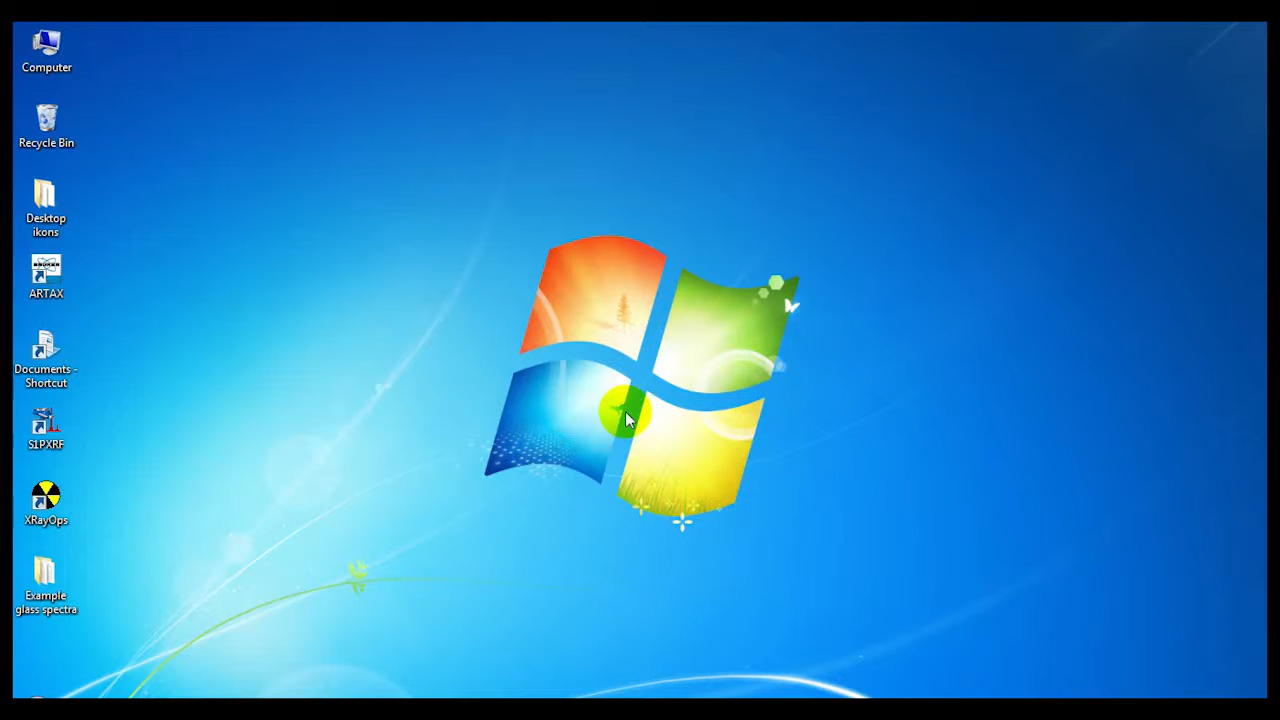 Computer
Recycle Bin
Desktop
ikons
ARTAX
Documents -
Shortcut
S1PXRF
XRayOps
Example
glass spectra